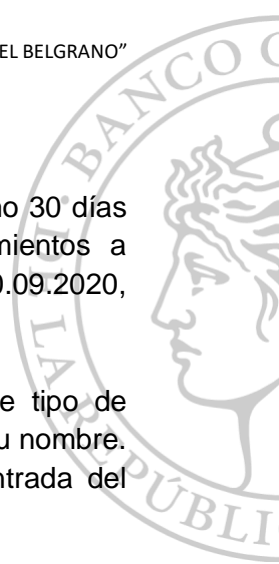 EL BELGRANO”
BANCO C
no 30 días
mientos a
0.09.2020,
e tipo de
u nombre.
ntrada del
DE LA REPÚBLI